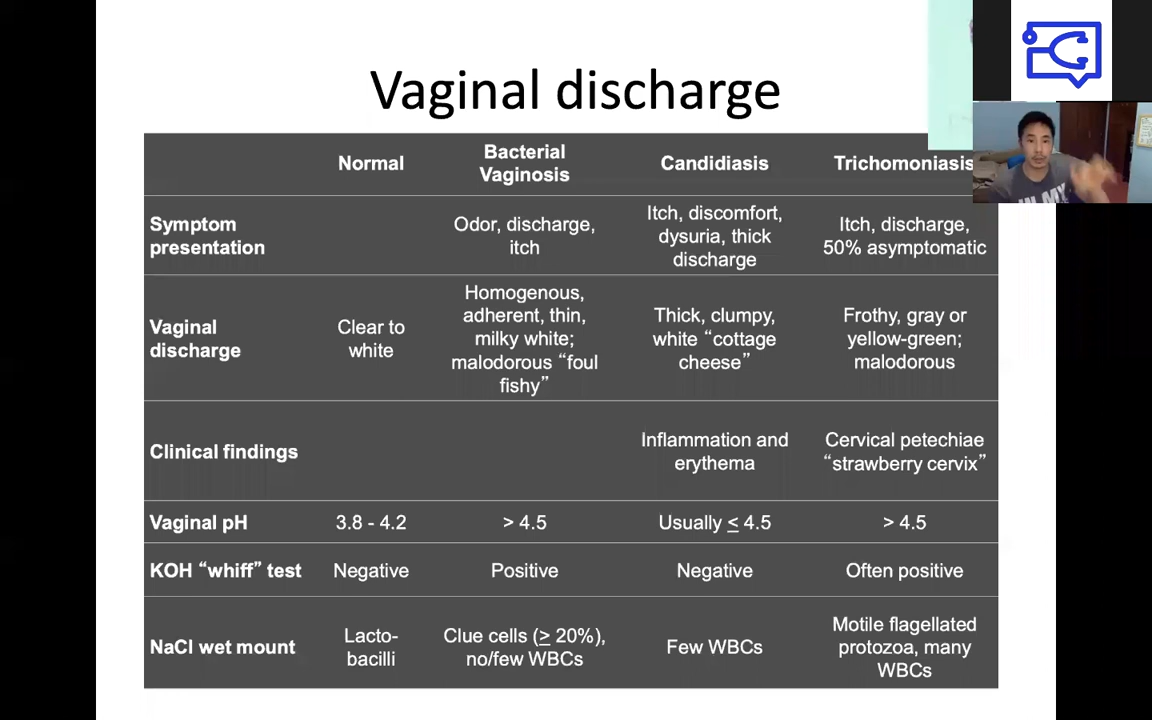 Vaginal discharge
Normal
Bacterial
Vaginosis
Candidiasis
Trichomoniasis
Symptom
presentation
Odor, discharge,
itch
Itch, discomfort,
dysuria, thick
discharge
Itch, discharge,
50% asymptomatic
Vaginal
discharge
Clear to
white
Homogenous,
adherent, thin,
milky white;
malodorous “foul
fishy”
Thick, clumpy,
white “cottage
cheese”
Frothy, gray or
yellow-green;
malodorous
Clinical findings
Inflammation and
erythema
Cervical petechiae
“strawberry cervix”
Vaginal pH
3.8 - 4.2
> 4.5
Usually ≤ 4.5
> 4.5
KOH “whiff” test
Negative
Positive
Negative
Often positive
NaCl wet mount
Lacto-
bacilli
Clue cells (≥ 20%),
no/few WBCs
Few WBCs
Motile flagellated
protozoa, many
WBCs